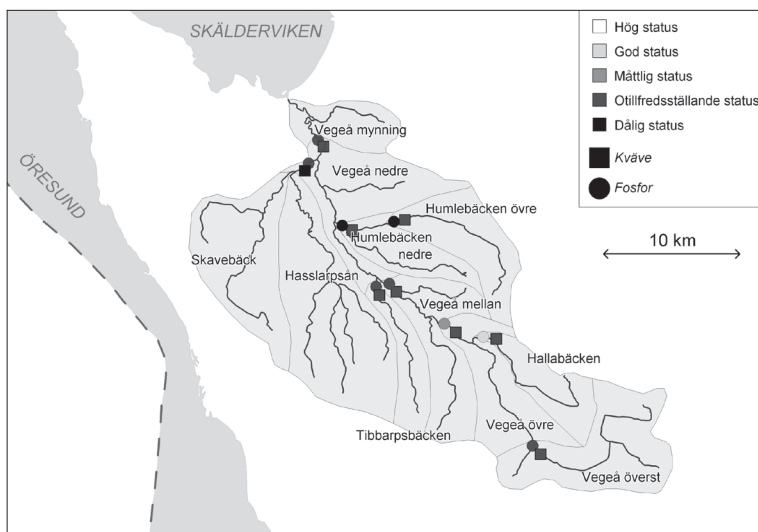 SKÄLDERVIKEN
ÖRESUND
Hög status
God status
Måttlig status
Otillfredsställande status
Dålig status
Kväve
Fosfor
10 km
Vegeå mynning
Vegeå nedre
Humlebäcken övre
Humlebäcken
nedre
Skavebäck
Hasslarpsån
Vegeå mellan
Hallabäcken
Tibbarpsbäcken
Vegeå övre
Vegeå överst